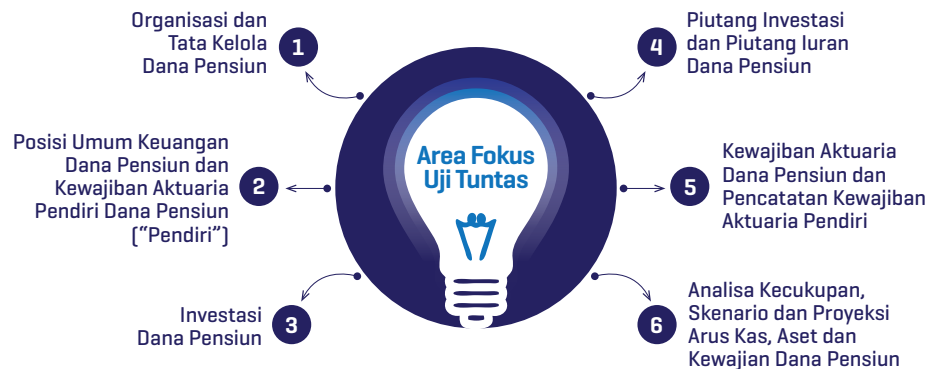 Organisasi dan
Tata Kelola
Dana Pensiun
1
Posisi Umum Keuangan
Dana Pensiun dan
Kewajiban Aktuaria
Pendiri Dana Pensiun
(“Pendiri”)
2
Investasi
Dana Pensiun
3
Area Fokus
Uji Tuntas
4
Piutang Investasi
dan Piutang Iuran
Dana Pensiun
5
Kewajiban Aktuaria
Dana Pensiun dan
Pencatatan Kewajiban
Aktuaria Pendiri
6
Analisa Kecukupan,
Skenario dan Proyeksi
Arus Kas, Aset dan
Kewajian Dana Pensiun